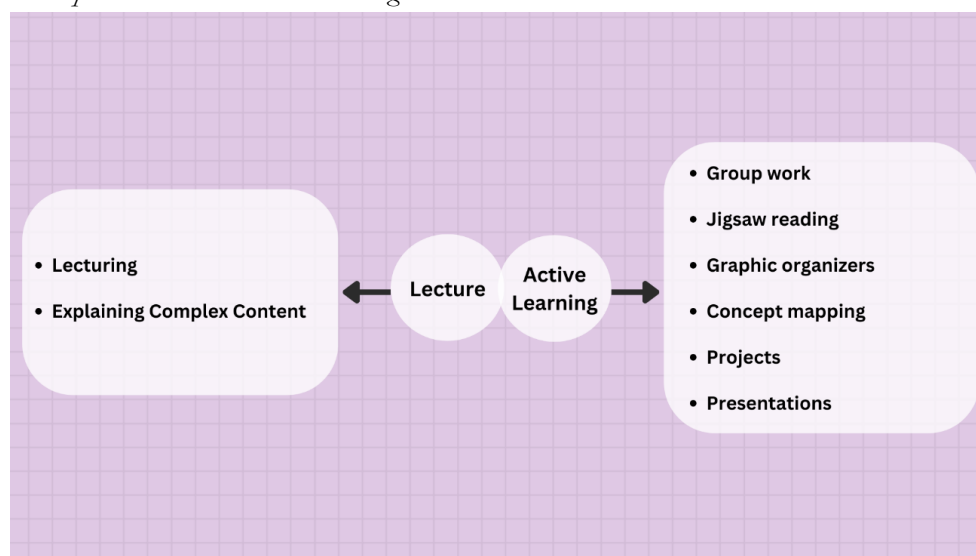 Lecturing
Explaining Complex Content
Lecture
Active
Learning
Group work
Jigsaw reading
Graphic organizers
Concept mapping
Projects
Presentations